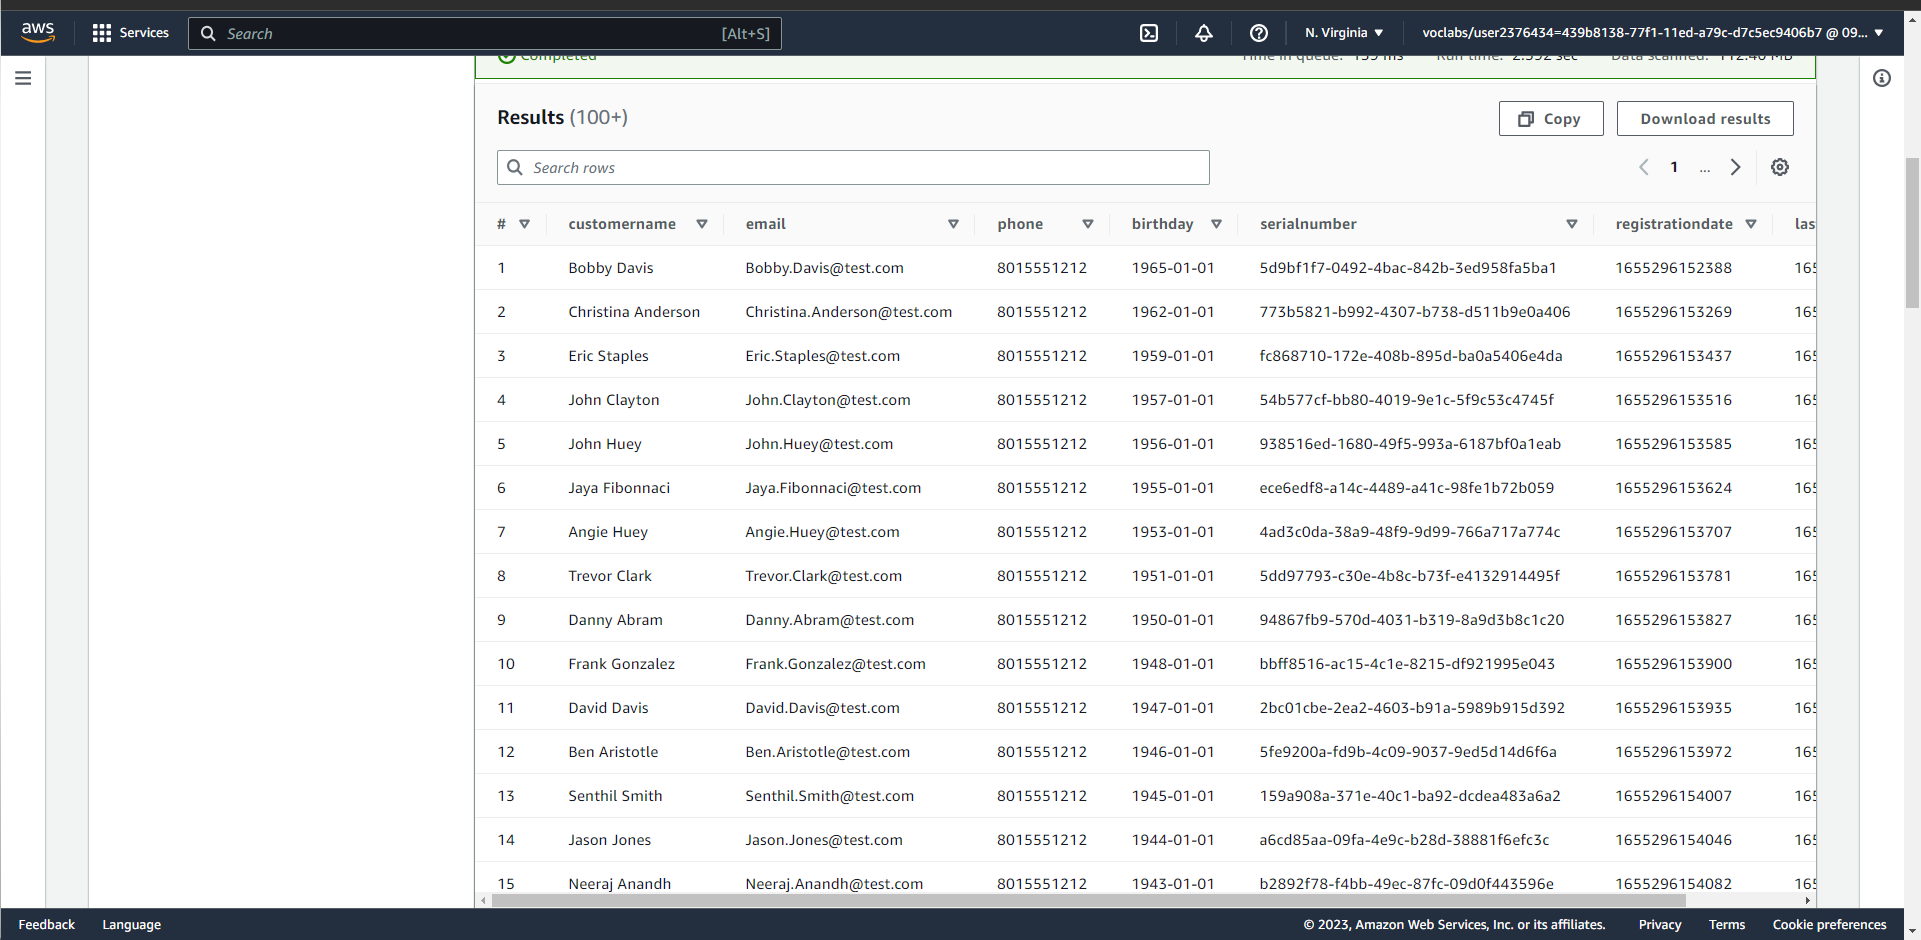 aws Services Search [Alt+S] N. Virginia voclabs/user2376434=439b8138-77f1-11ed-a79c-d7c5ec9406b7 @ 09...
Completed Time in queue: 159 ms Run time: 2.592 sec Data scanned: 112.40 MB
Results (100+) Copy Download results
Search rows 1 ...
# customername email phone birthday serialnumber registrationdate las
1 Bobby Davis Bobby.Davis@test.com 8015551212 1965-01-01 5d9bf1f7-0492-4bac-842b-3ed958fa5ba1 1655296152388 165
2 Christina Anderson Christina.Anderson@test.com 8015551212 1962-01-01 773b5821-b992-4307-b738-d511b9e0a406 1655296153269 165
3 Eric Staples Eric.Staples@test.com 8015551212 1959-01-01 fc868710-172e-408b-895d-ba0a5406e4da 1655296153437 165
4 John Clayton John.Clayton@test.com 8015551212 1957-01-01 54b577cf-bb80-4019-9e1c-5f9c53c4745f 1655296153516 165
5 John Huey John.Huey@test.com 8015551212 1956-01-01 938516ed-1680-49f5-993a-6187bf0a1eab 1655296153585 165
6 Jaya Fibonnaci Jaya.Fibonnaci@test.com 8015551212 1955-01-01 ece6edf8-a14c-4489-a41c-98fe1b72b059 1655296153624 165
7 Angie Huey Angie.Huey@test.com 8015551212 1953-01-01 4ad3c0da-38a9-48f9-9d99-766a717a774c 1655296153707 165
8 Trevor Clark Trevor.Clark@test.com 8015551212 1951-01-01 5dd97793-c30e-4b8c-b73f-e4132914495f 1655296153781 165
9 Danny Abram Danny.Abram@test.com 8015551212 1950-01-01 94867fb9-570d-4031-b319-8a9d3b8c1c20 1655296153827 165
10 Frank Gonzalez Frank.Gonzalez@test.com 8015551212 1948-01-01 bbff8516-ac15-4c1e-8215-df921995e043 1655296153900 165
11 David Davis David.Davis@test.com 8015551212 1947-01-01 2bc01cbe-2ea2-4603-b91a-5989b915d392 1655296153935 165
12 Ben Aristotle Ben.Aristotle@test.com 8015551212 1946-01-01 5fe9200a-fd9b-4c09-9037-9ed5d14d6f6a 1655296153972 165
13 Senthil Smith Senthil.Smith@test.com 8015551212 1945-01-01 159a908a-371e-40c1-ba92-dcdea483a6a2 1655296154007 165
14 Jason Jones Jason.Jones@test.com 8015551212 1944-01-01 a6cd85aa-09fa-4e9c-b28d-38881f6efc3c 1655296154046 165
15 Neeraj Anandh Neeraj.Anandh@test.com 8015551212 1943-01-01 b2892f78-f4bb-49ec-87fc-09d0f443596e 1655296154082 165
Feedback Language © 2023, Amazon Web Services, Inc. or its affiliates. Privacy Terms Cookie preferences